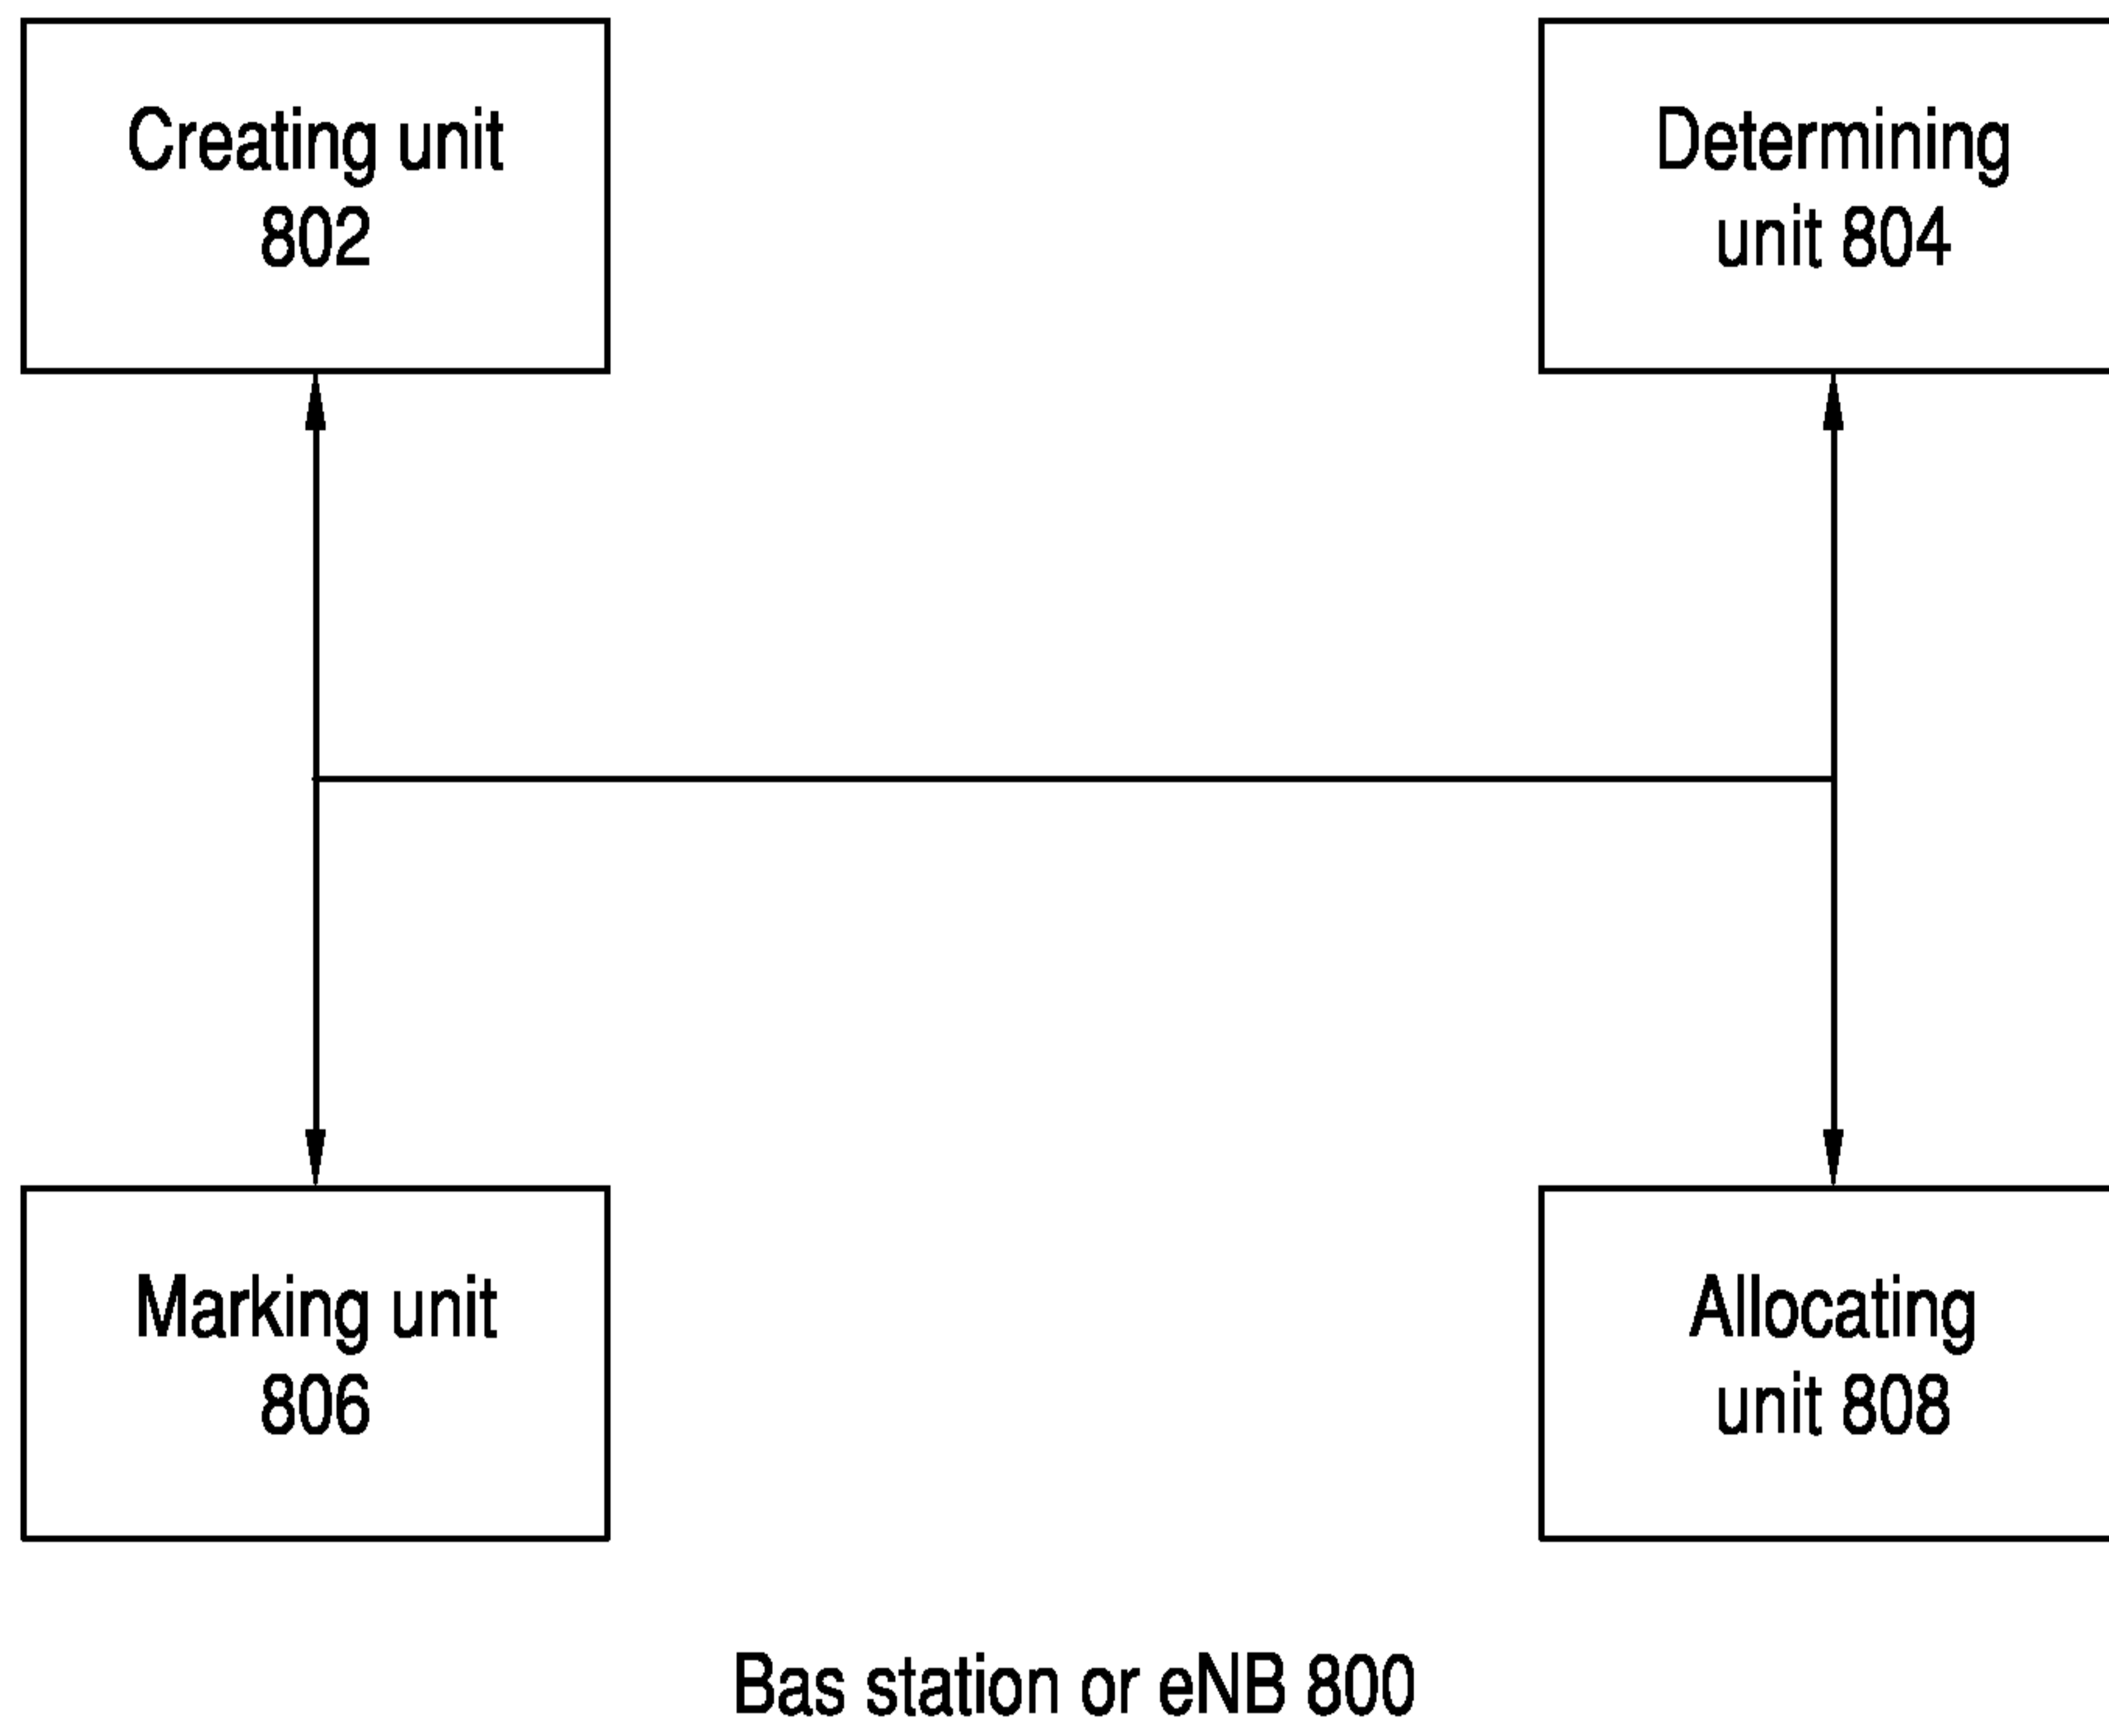 Creating unit
802
Determining
unit 804
Marking unit
806
Allocating
unit 808
Bas station or eNB 800